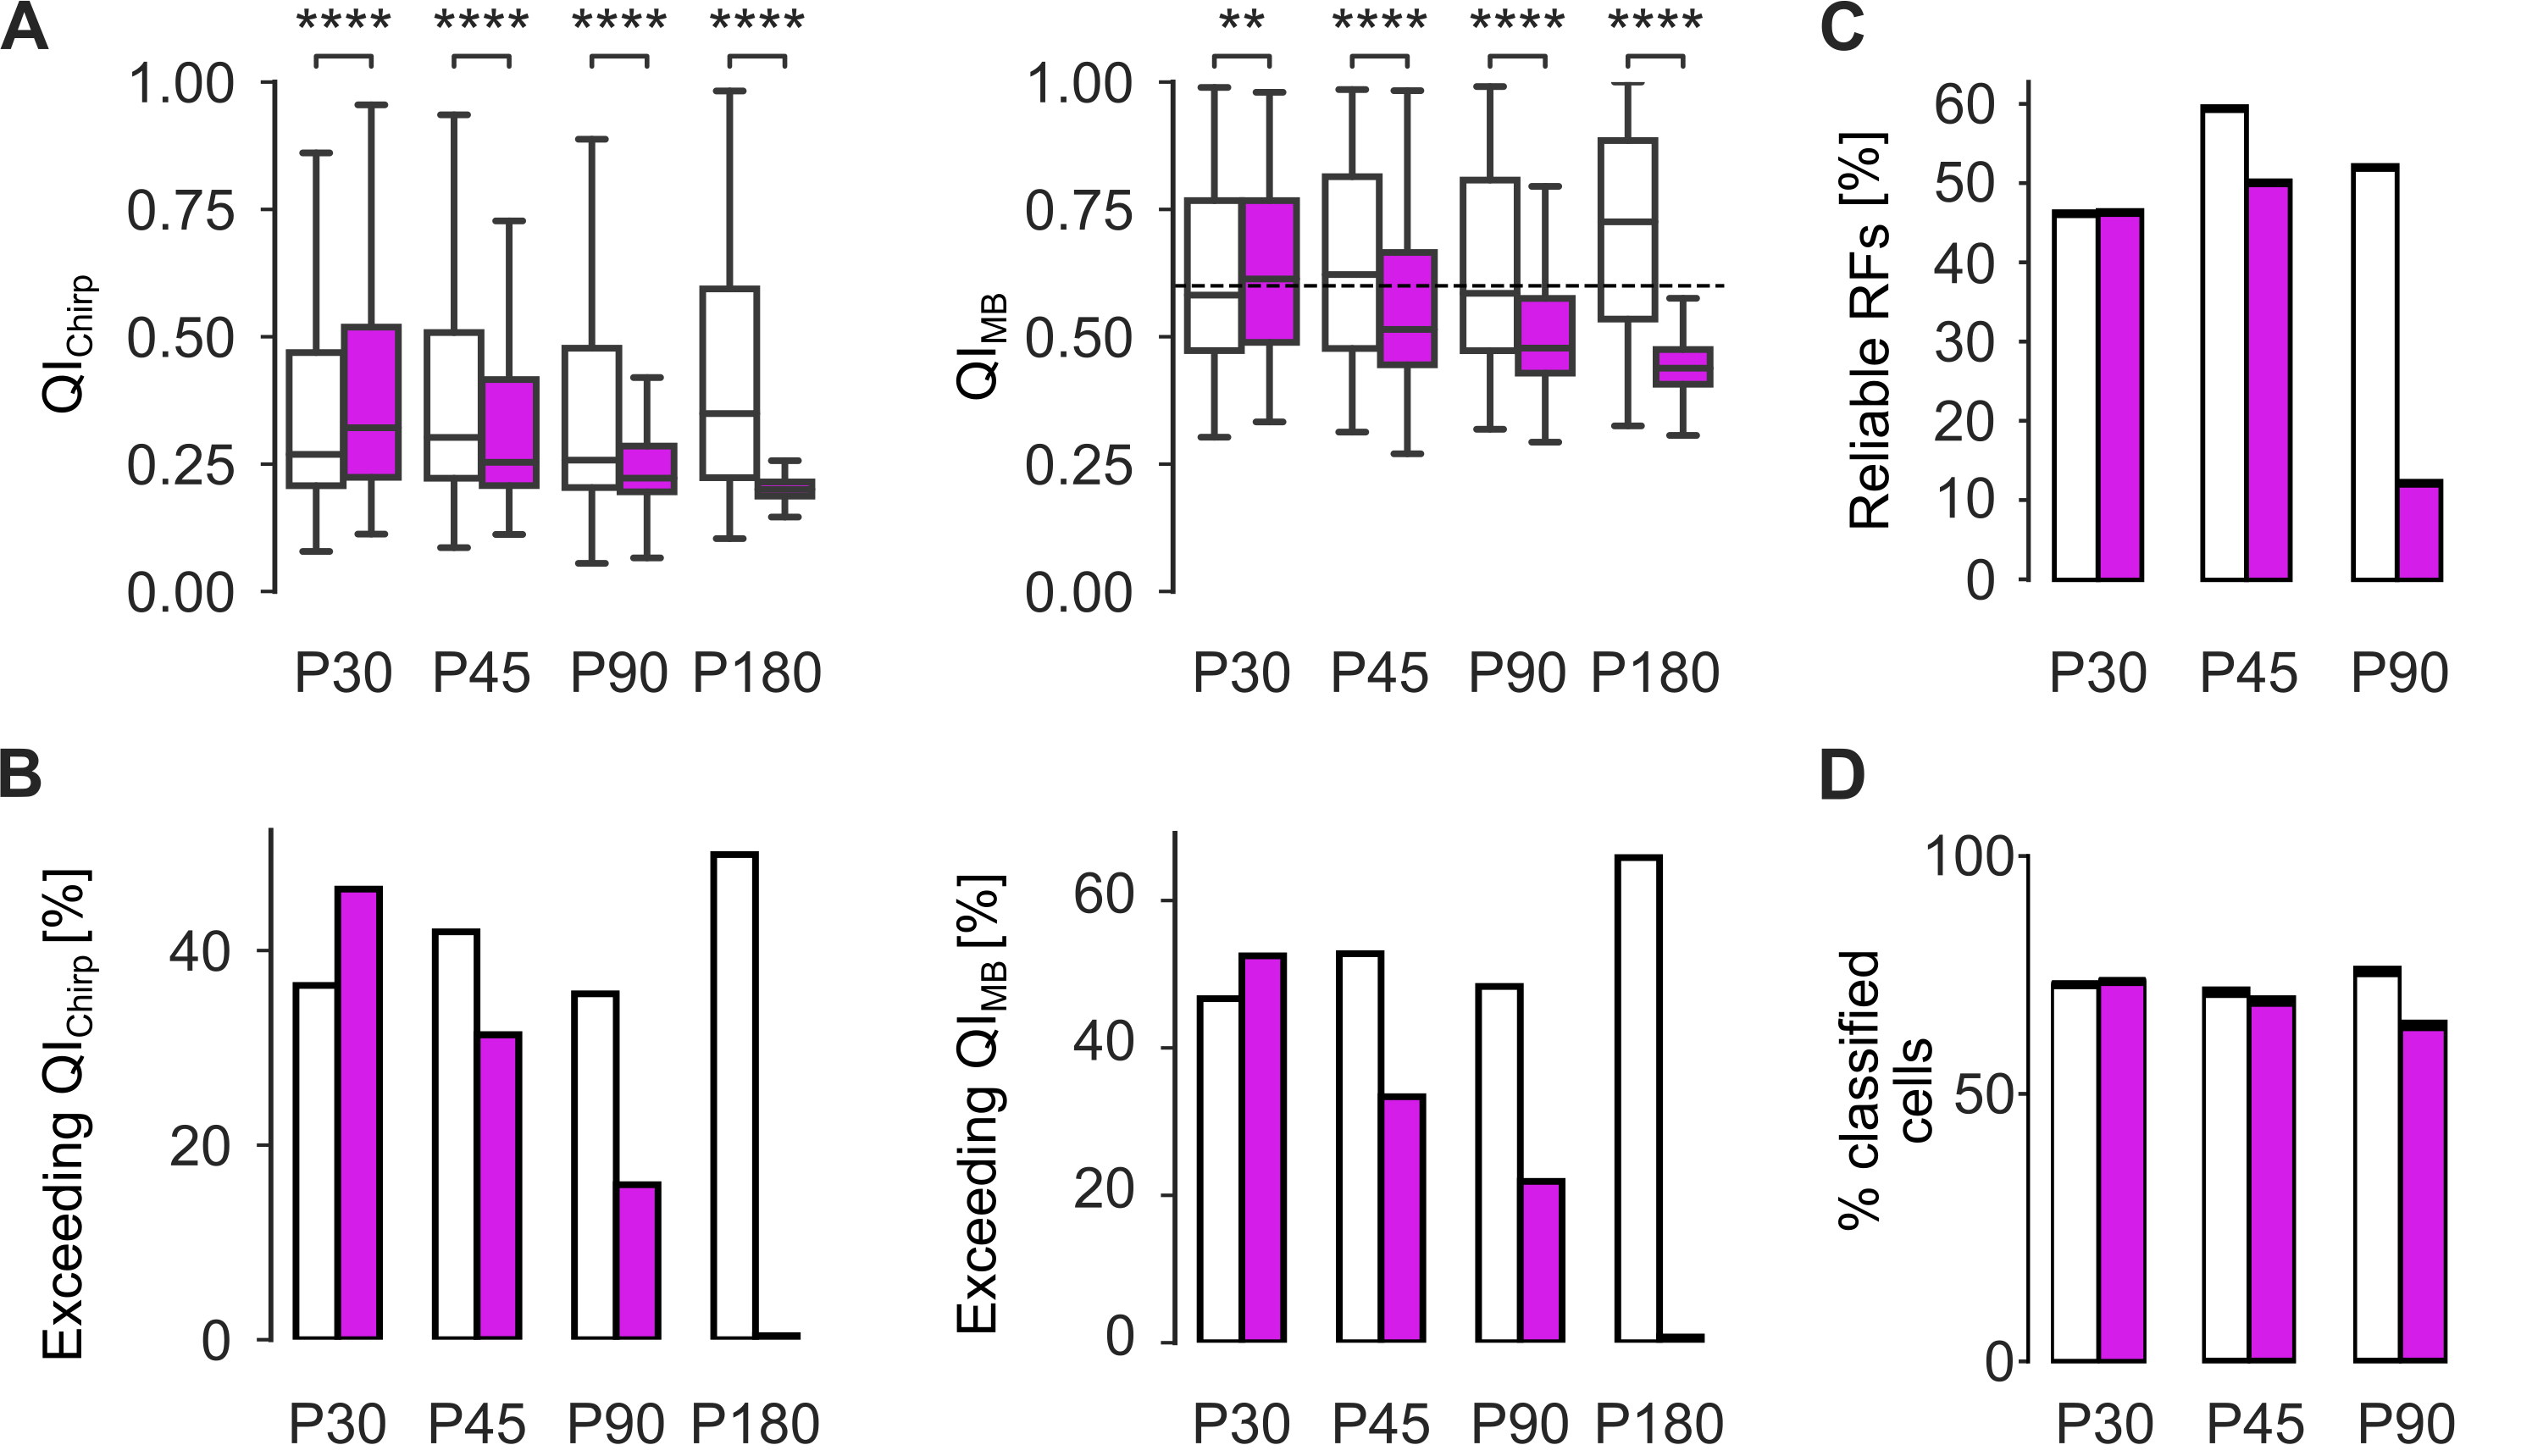 A
**** **** **** ****
QIChirp
1.00
0.75
0.50
0.25
0.00
P30 P45 P90 P180
** **** **** ****
QIMB
1.00
0.75
0.50
0.25
0.00
P30 P45 P90 P180
C
Reliable RFs [%]
60
50
40
30
20
10
0
P30 P45 P90
B
Exceeding QIChirp [%]
40
20
0
P30 P45 P90 P180
Exceeding QIMB [%]
60
40
20
0
P30 P45 P90 P180
D
% classified
cells
100
50
0
P30 P45 P90